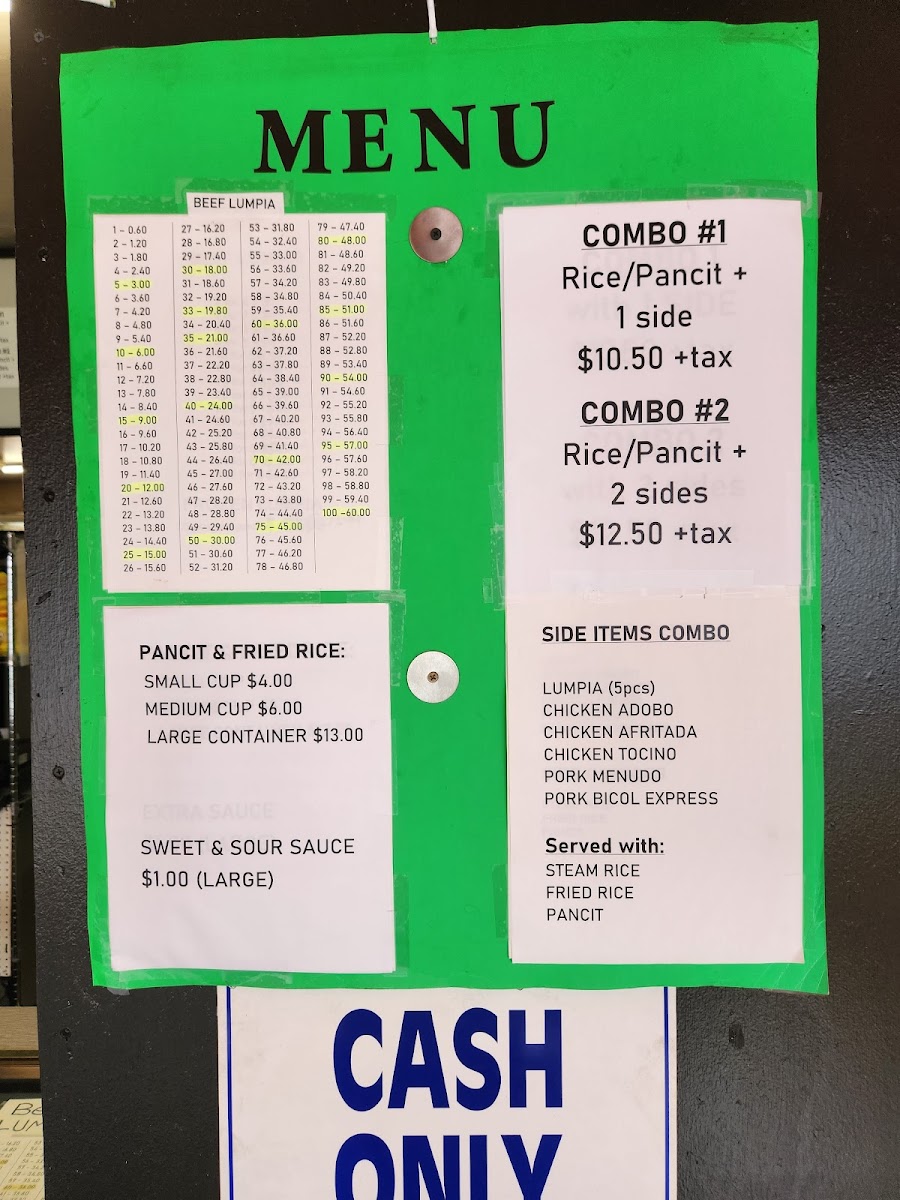 MENU
BEEF LUMPIA
1 – 0.60
2 – 1.20
3 – 1.80
4 – 2.40
5 – 3.00
6 – 3.60
7 – 4.20
8 – 4.80
9 – 5.40
10 – 6.00
11 – 6.60
12 – 7.20
13 – 7.80
14 – 8.40
15 – 9.00
16 – 9.60
17 – 10.20
18 – 10.80
19 – 11.40
20 – 12.00
21 – 12.60
22 – 13.20
23 – 13.80
24 – 14.40
25 – 15.00
26 – 15.60
27 – 16.20
28 – 16.80
29 – 17.40
30 – 18.00
31 – 18.60
32 – 19.20
33 – 19.80
34 – 20.40
35 – 21.00
36 – 21.60
37 – 22.20
38 – 22.80
39 – 23.40
40 – 24.00
41 – 24.60
42 – 25.20
43 – 25.80
44 – 26.40
45 – 27.00
46 – 27.60
47 – 28.20
48 – 28.80
49 – 29.40
50 – 30.00
51 – 30.60
52 – 31.20
53 – 31.80
54 – 32.40
55 – 33.00
56 – 33.60
57 – 34.20
58 – 34.80
59 – 35.40
60 – 36.00
61 – 36.60
62 – 37.20
63 – 37.80
64 – 38.40
65 – 39.00
66 – 39.60
67 – 40.20
68 – 40.80
69 – 41.40
70 – 42.00
71 – 42.60
72 – 43.20
73 – 43.80
74 – 44.40
75 – 45.00
76 – 45.60
77 – 46.20
78 – 46.80
79 – 47.40
80 – 48.00
81 – 48.60
82 – 49.20
83 – 49.80
84 – 50.40
85 – 51.00
86 – 51.60
87 – 52.20
88 – 52.80
89 – 53.40
90 – 54.00
91 – 54.60
92 – 55.20
93 – 55.80
94 – 56.40
95 – 57.00
96 – 57.60
97 – 58.20
98 – 58.80
99 – 59.40
100 –60.00
PANCIT & FRIED RICE:
SMALL CUP $4.00
MEDIUM CUP $6.00
LARGE CONTAINER $13.00
EXTRA SAUCE
SWEET & SOUR SAUCE
$1.00 (LARGE)
COMBO #1
Rice/Pancit +
1 side
$10.50 +tax
COMBO #2
Rice/Pancit +
2 sides
$12.50 +tax
SIDE ITEMS COMBO
LUMPIA (5pcs)
CHICKEN ADOBO
CHICKEN AFRITADA
CHICKEN TOCINO
PORK MENUDO
PORK BICOL EXPRESS
Served with:
STEAM RICE
FRIED RICE
PANCIT
CASH
ONLY